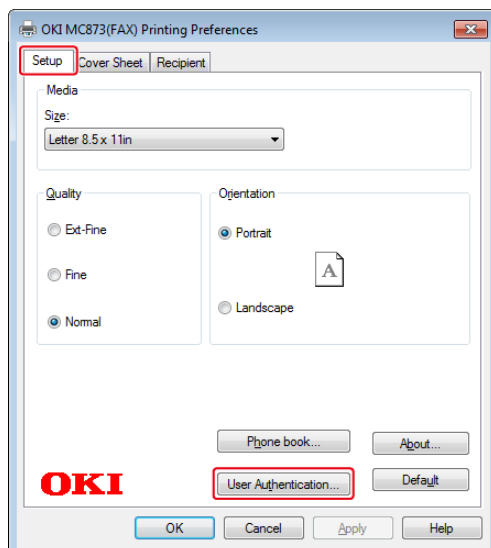 OKI MC873(FAX) Printing Preferences
Setup Cover Sheet Recipient
Media
Size:
Letter 8.5 x 11in
Quality
Ext-Fine
Fine
Normal
Orientation
Portrait
A
Landscape
Phone book...
About...
OKI
User Authentication...
Default
OK Cancel Apply Help